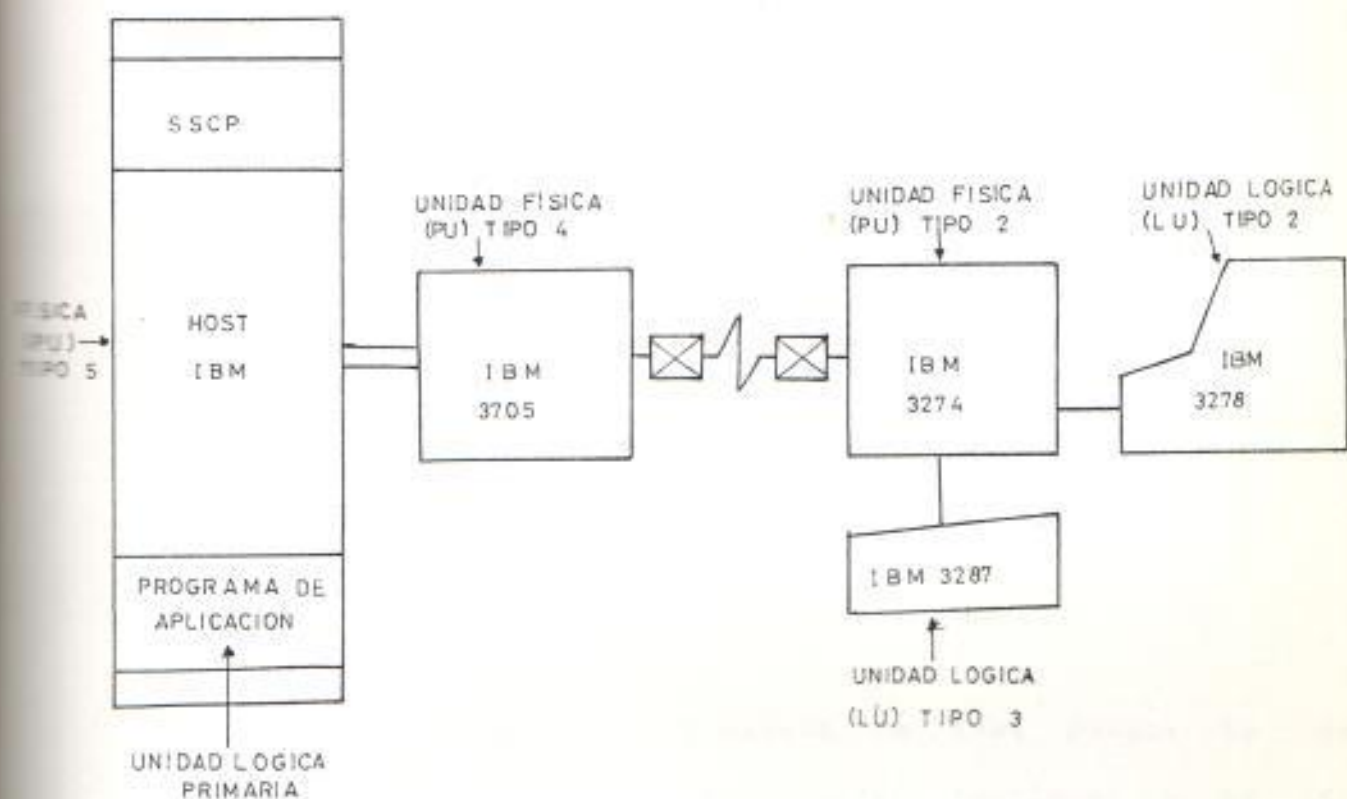 SSCP
HOST
IBM
PROGRAMA DE
APLICACION
UNIDAD LOGICA
PRIMARIA
FISICA
(PU)
TIPO 5
UNIDAD FISICA
(PU) TIPO 4
IBM
3705
UNIDAD FISICA
(PU) TIPO 2
IBM
3274
UNIDAD LOGICA
(LU) TIPO 2
IBM
3278
IBM 3287
UNIDAD LOGICA
(LU) TIPO 3